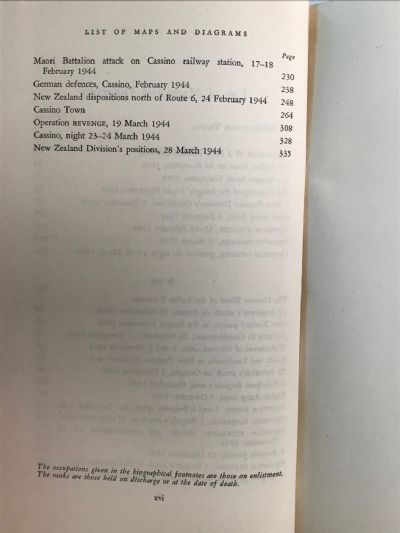 LIST OF MAPS AND DIAGRAMS
Page
Maori Battalion attack on Cassino railway station, 17–18
February 1944 230
German defences, Cassino, February 1944 238
New Zealand dispositions north of Route 6, 24 February 1944 248
Cassino Town 264
Operation REVENGE, 19 March 1944 308
Cassino, night 23–24 March 1944 328
New Zealand Division's positions, 28 March 1944 335
The occupations given in the biographical footnotes are those on enlistment.
The ranks are those held on discharge or at the date of death.
xvi